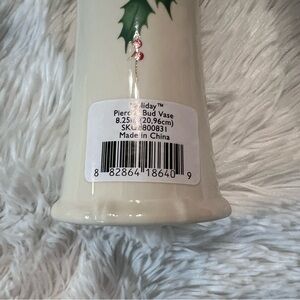 Holiday™
Pierced Bud Vase
8.25in (20,96cm)
SKU 800831
Made in China
8 82864 18640 9